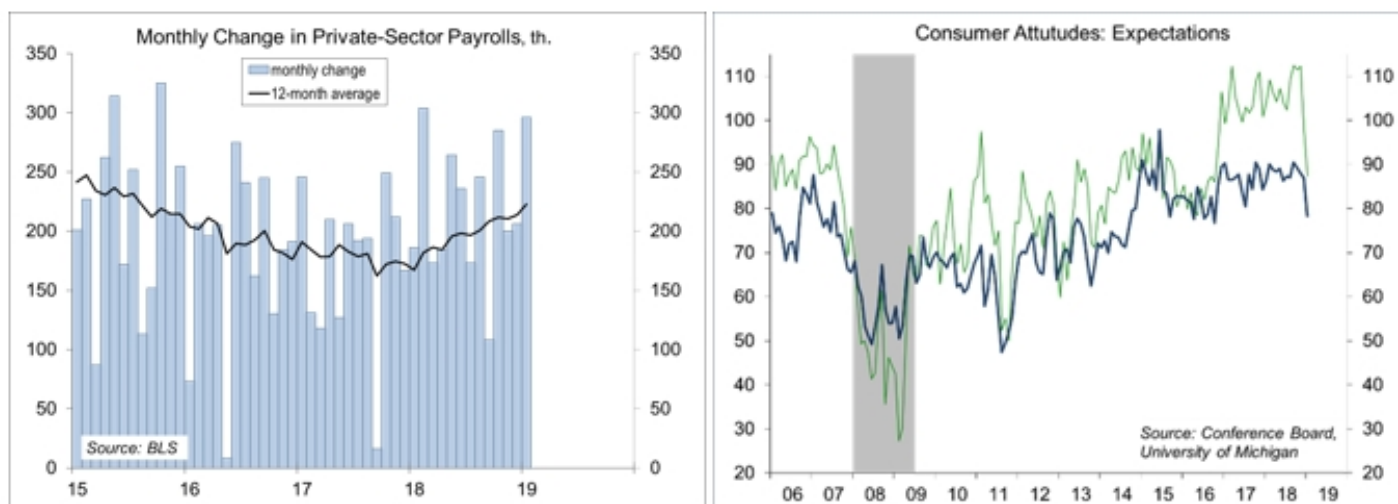 Monthly Change in Private-Sector Payrolls, th.
350 350
monthly change
12-month average
300 300
250 250
200 200
150 150
100 100
50 50
Source: BLS
0 0
15 16 17 18 19
Consumer Attutudes: Expectations
110 110
100 100
90 90
80 80
70 70
60 60
50 50
40 40
30 30
Source: Conference Board,
University of Michigan
20 20
06 07 08 09 10 11 12 13 14 15 16 17 18 19